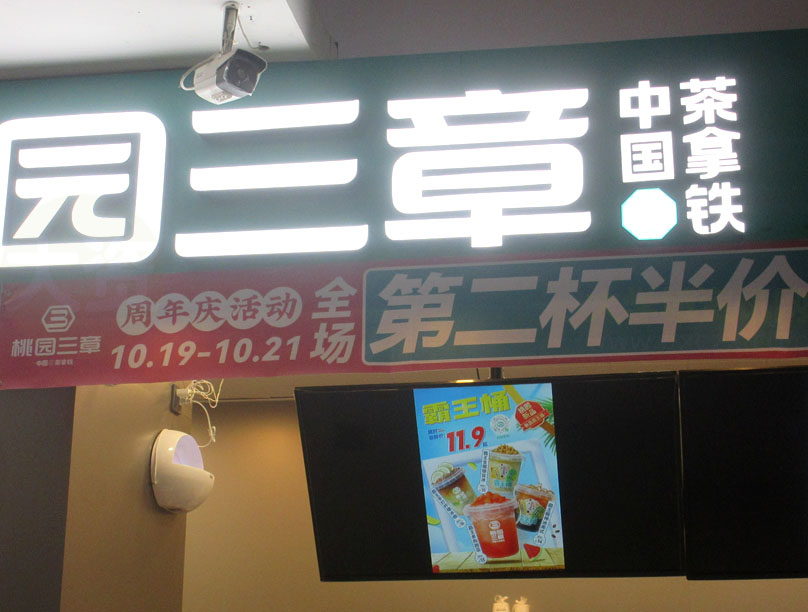 园三章
中国
茶拿铁
桃园三章
周年庆活动
10.19-10.21
全场
第二杯半价
霸王桶
11.9